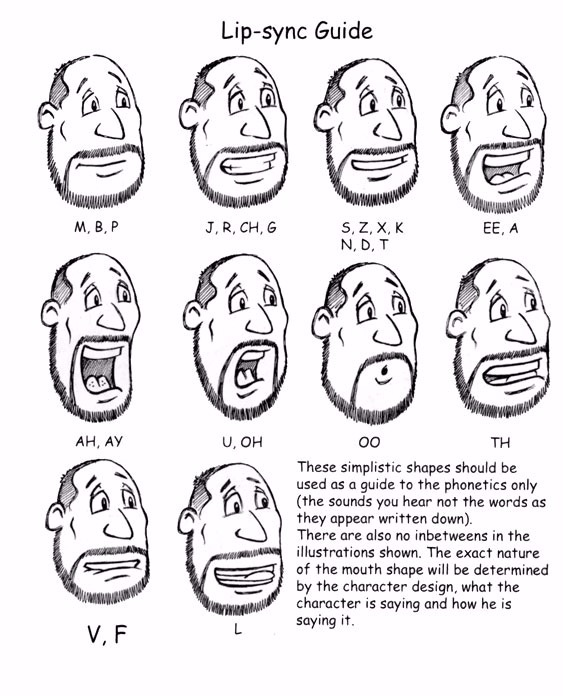 Lip-sync Guide
M, B, P
J, R, CH, G
S, Z, X, K
N, D, T
EE, A
AH, AY
U, OH
OO
TH
V, F
L
These simplistic shapes should be
used as a guide to the phonetics only
(the sounds you hear not the words as
they appear written down).
There are also no inbetweens in the
illustrations shown. The exact nature
of the mouth shape will be determined
by the character design, what the
character is saying and how he is
saying it.